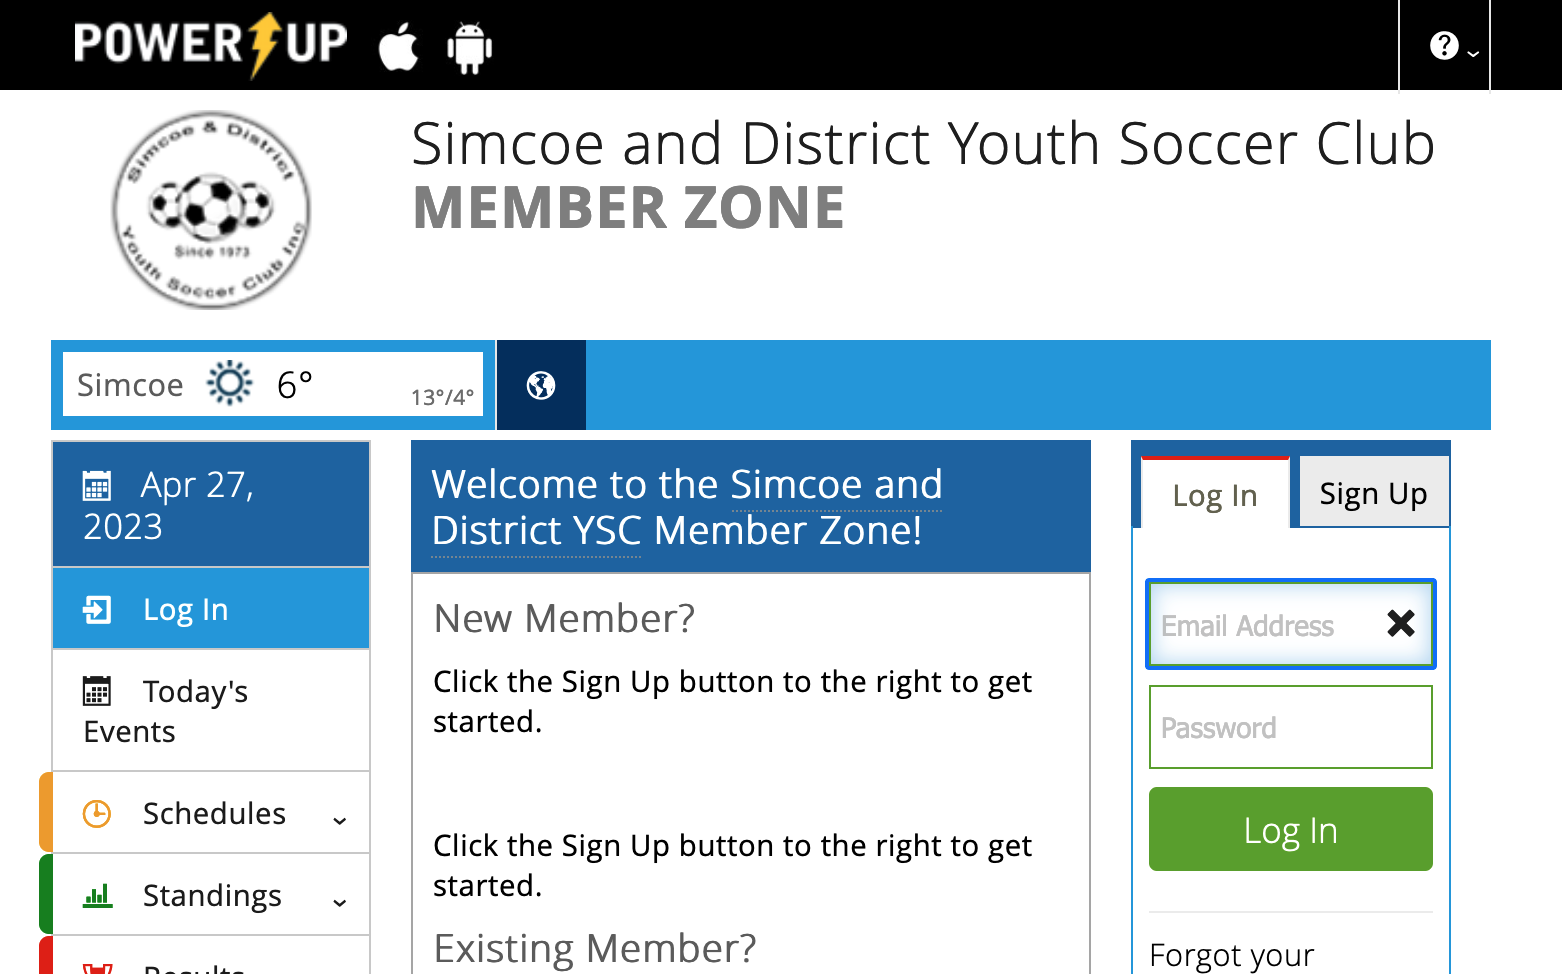 POWER UP
Simcoe & District
Since 1973
Youth Soccer Club Inc
Simcoe and District Youth Soccer Club
MEMBER ZONE
Simcoe 6° 13°/4°
Apr 27,
2023
Log In
Today's
Events
Schedules
Standings
Results
Welcome to the Simcoe and
District YSC Member Zone!
New Member?
Click the Sign Up button to the right to get
started.
Click the Sign Up button to the right to get
started.
Existing Member?
Log In
Sign Up
Email Address
Password
Log In
Forgot your